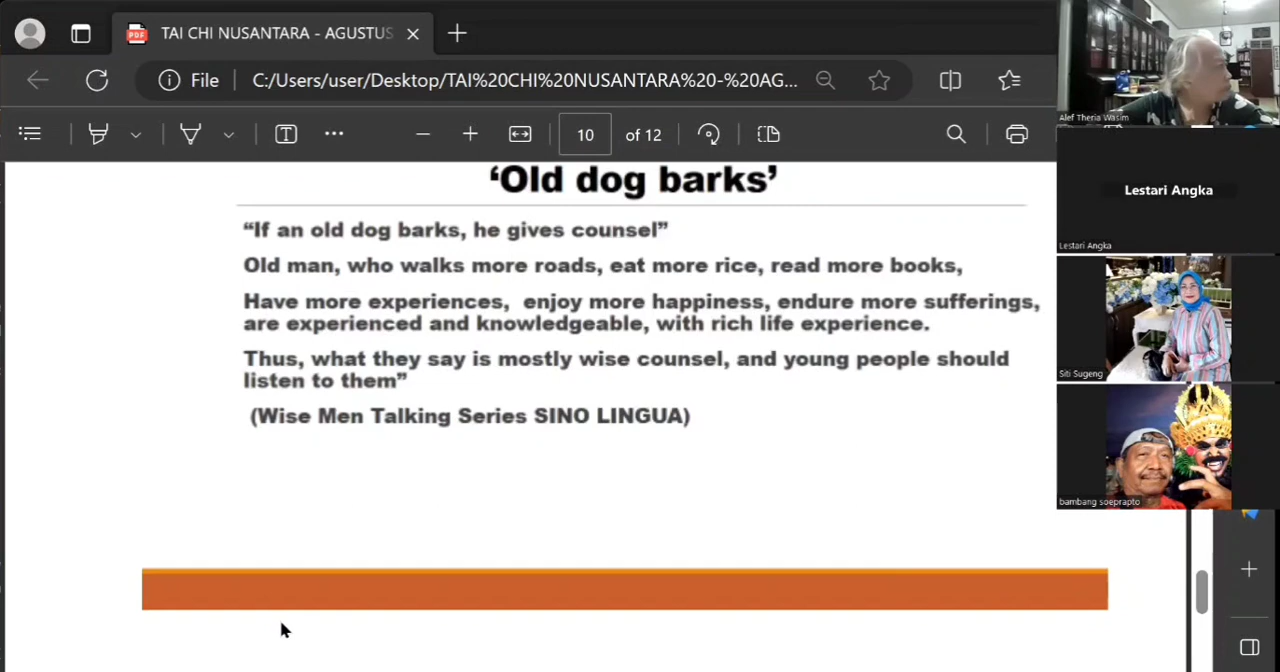 TAI CHI NUSANTARA - AGUSTUS
File
C:/Users/user/Desktop/TAI%20CHI%20NUSANTARA%20-%20AG...
10 of 12
‘Old dog barks’
“If an old dog barks, he gives counsel”
Old man, who walks more roads, eat more rice, read more books,
Have more experiences, enjoy more happiness, endure more sufferings,
are experienced and knowledgeable, with rich life experience.
Thus, what they say is mostly wise counsel, and young people should
listen to them”
(Wise Men Talking Series SINO LINGUA)
Alef Theria Wasim
Lestari Angka
Lestari Angka
Siti Sugeng
bambang soeprapto